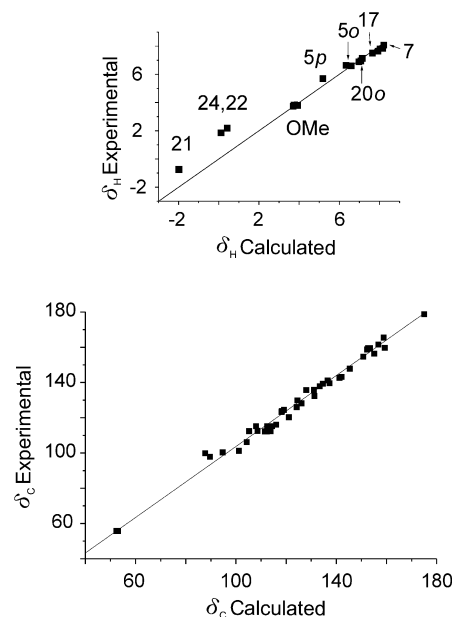 δH Experimental
6
2
-2
-2
2
6
δH Calculated
21
24,22
OMe
5p
5o
17
20o
7
δC Experimental
180
140
100
60
60
100
140
180
δC Calculated